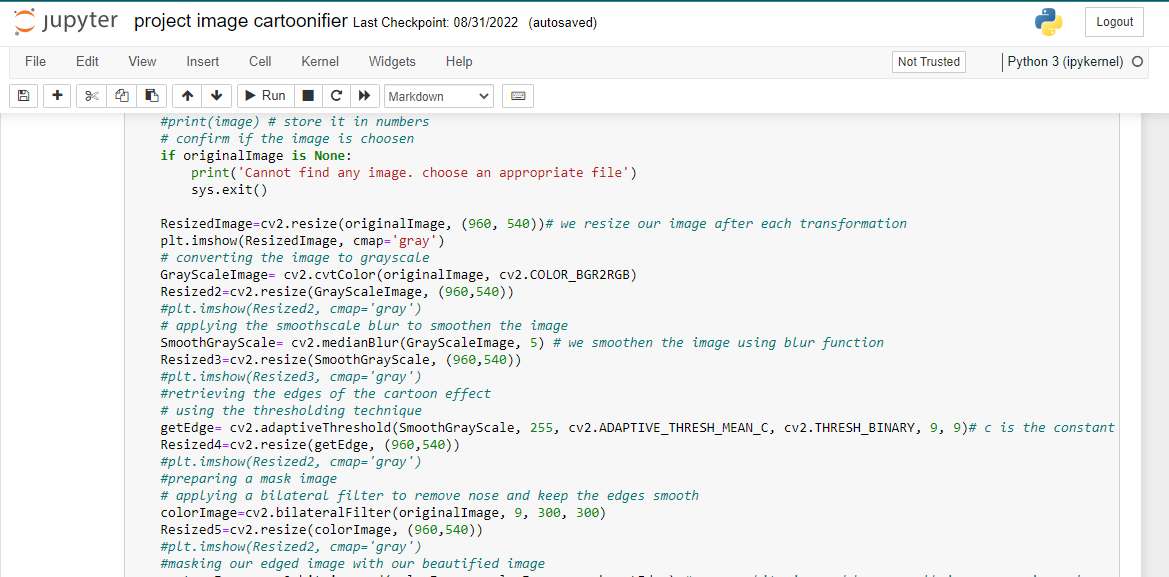 jupyter project image cartoonifier Last Checkpoint: 08/31/2022 (autosaved) Logout
File Edit View Insert Cell Kernel Widgets Help Not Trusted Python 3 (ipykernel)
Run Markdown
#print(image) # store it in numbers
# confirm if the image is choosen
if originalImage is None:
    print('Cannot find any image. choose an appropriate file')
    sys.exit()
ResizedImage=cv2.resize(originalImage, (960, 540))# we resize our image after each transformation
plt.imshow(ResizedImage, cmap='gray')
# converting the image to grayscale
GrayScaleImage= cv2.cvtColor(originalImage, cv2.COLOR_BGR2RGB)
Resized2=cv2.resize(GrayScaleImage, (960,540))
#plt.imshow(Resized2, cmap='gray')
# applying the smoothscale blur to smoothen the image
SmoothGrayScale= cv2.medianBlur(GrayScaleImage, 5) # we smoothen the image using blur function
Resized3=cv2.resize(SmoothGrayScale, (960,540))
#plt.imshow(Resized3, cmap='gray')
#retrieving the edges of the cartoon effect
# using the thresholding technique
getEdge= cv2.adaptiveThreshold(SmoothGrayScale, 255, cv2.ADAPTIVE_THRESH_MEAN_C, cv2.THRESH_BINARY, 9, 9)# c is the constant
Resized4=cv2.resize(getEdge, (960,540))
#plt.imshow(Resized2, cmap='gray')
#preparing a mask image
# applying a bilateral filter to remove nose and keep the edges smooth
colorImage=cv2.bilateralFilter(originalImage, 9, 300, 300)
Resized5=cv2.resize(colorImage, (960,540))
#plt.imshow(Resized2, cmap='gray')
#masking our edged image with our beautified image